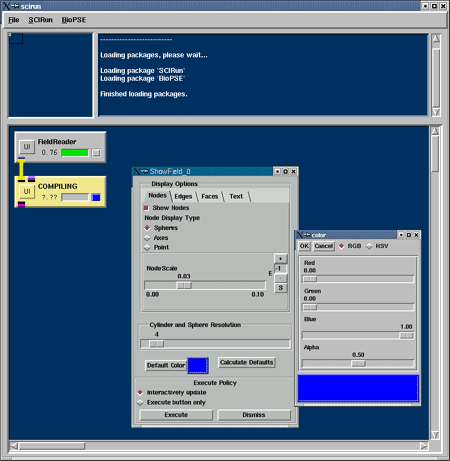 scirun
File SCIRun BioPSE
------------------------
Loading packages, please wait...
Loading package 'SCIRun'
Loading package 'BioPSE'
Finished loading packages.
UI FieldReader
0.76
UI COMPILING
?.??
ShowField_0
Display Options
Nodes Edges Faces Text
Show Nodes
Node Display Type
Spheres
Axes
Point
NodeScale
0.03
0.00 0.10
E
+
-1
-
S
Cylinder and Sphere Resolution
4
Default Color Calculate Defaults
Execute Policy
Interactively update
Execute button only
Execute Dismiss
color
OK Cancel RGB HSV
Red
0.00
Green
0.00
Blue
1.00
Alpha
0.50